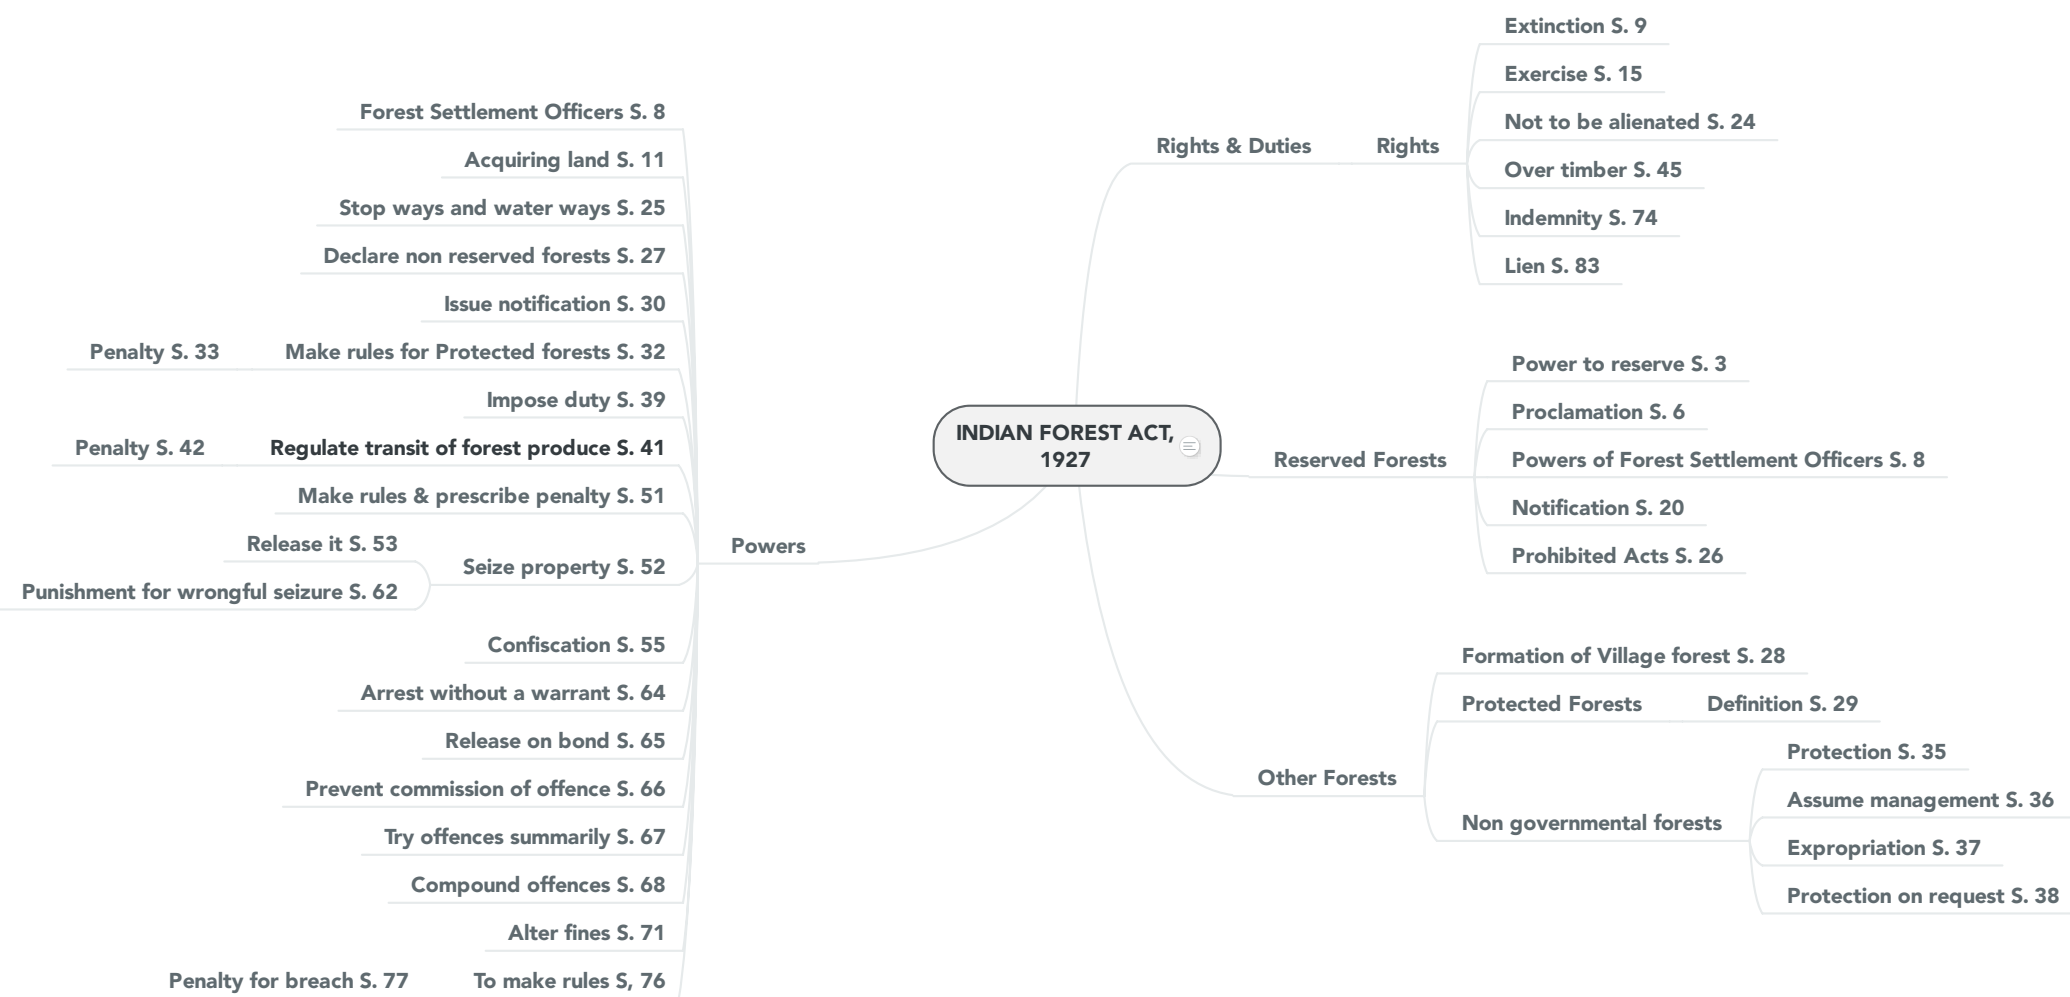 INDIAN FOREST ACT,
1927
Rights & Duties
Rights
Extinction S. 9
Exercise S. 15
Not to be alienated S. 24
Over timber S. 45
Indemnity S. 74
Lien S. 83
Reserved Forests
Power to reserve S. 3
Proclamation S. 6
Powers of Forest Settlement Officers S. 8
Notification S. 20
Prohibited Acts S. 26
Other Forests
Formation of Village forest S. 28
Protected Forests
Definition S. 29
Non governmental forests
Protection S. 35
Assume management S. 36
Expropriation S. 37
Protection on request S. 38
Powers
Forest Settlement Officers S. 8
Acquiring land S. 11
Stop ways and water ways S. 25
Declare non reserved forests S. 27
Issue notification S. 30
Make rules for Protected forests S. 32
Penalty S. 33
Impose duty S. 39
Regulate transit of forest produce S. 41
Penalty S. 42
Make rules & prescribe penalty S. 51
Seize property S. 52
Release it S. 53
Punishment for wrongful seizure S. 62
Confiscation S. 55
Arrest without a warrant S. 64
Release on bond S. 65
Prevent commission of offence S. 66
Try offences summarily S. 67
Compound offences S. 68
Alter fines S. 71
To make rules S, 76
Penalty for breach S. 77